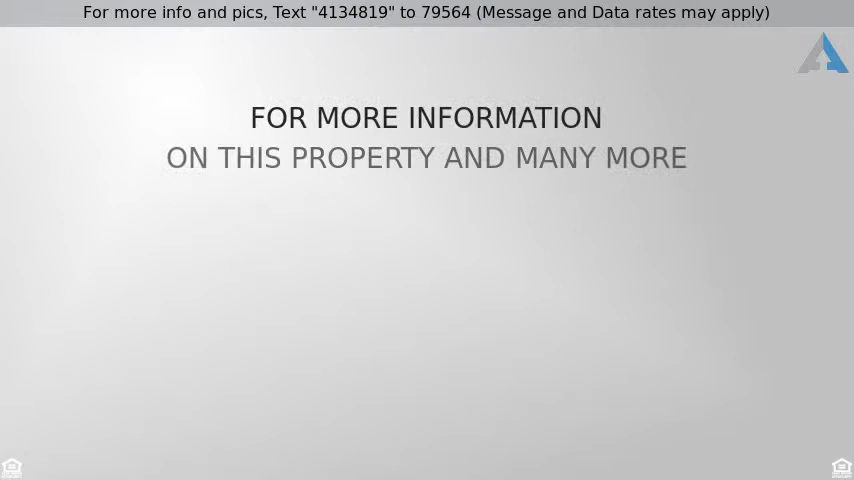 For more info and pics, Text "4134819" to 79564 (Message and Data rates may apply)
FOR MORE INFORMATION
ON THIS PROPERTY AND MANY MORE